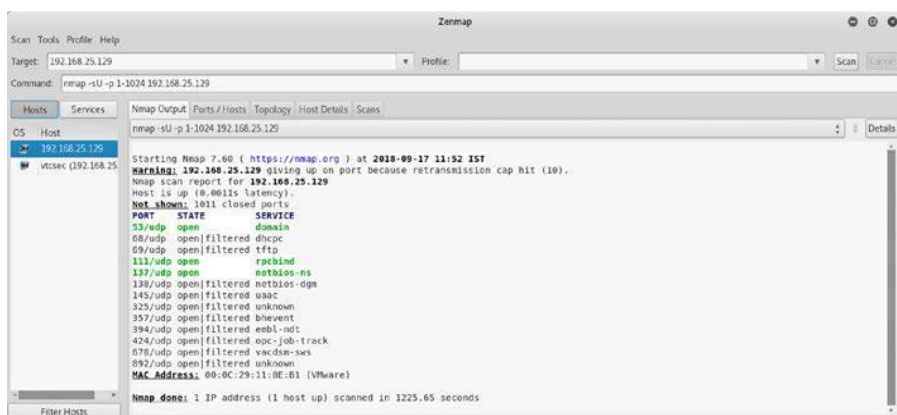 Zenmap
Scan Tools Profile Help
Target: 192.168.25.129 Profile: Scan Cancel
Command: nmap -sU -p 1-1024 192.168.25.129
Hosts Services Nmap Output Ports / Hosts Topology Host Details Scans
OS Host nmap -sU -p 1-1024 192.168.25.129 Details
192.168.25.129
vtcsec (192.168.25
Starting Nmap 7.60 ( https://nmap.org ) at 2018-09-17 11:52 IST
Warning: 192.168.25.129 giving up on port because retransmission cap hit (10).
Nmap scan report for 192.168.25.129
Host is up (0.0011s latency).
Not shown: 1011 closed ports
PORT STATE SERVICE
53/udp open domain
68/udp open|filtered dhcpc
69/udp open|filtered tftp
111/udp open rpcbind
137/udp open netbios-ns
138/udp open|filtered netbios-dgm
145/udp open|filtered uaac
325/udp open|filtered unknown
357/udp open|filtered bhevent
394/udp open|filtered embl-ndt
424/udp open|filtered opc-job-track
678/udp open|filtered vacdsm-sws
892/udp open|filtered unknown
MAC Address: 00:0C:29:11:8E:B1 (VMware)
Nmap done: 1 IP address (1 host up) scanned in 1225.65 seconds
Filter Hosts